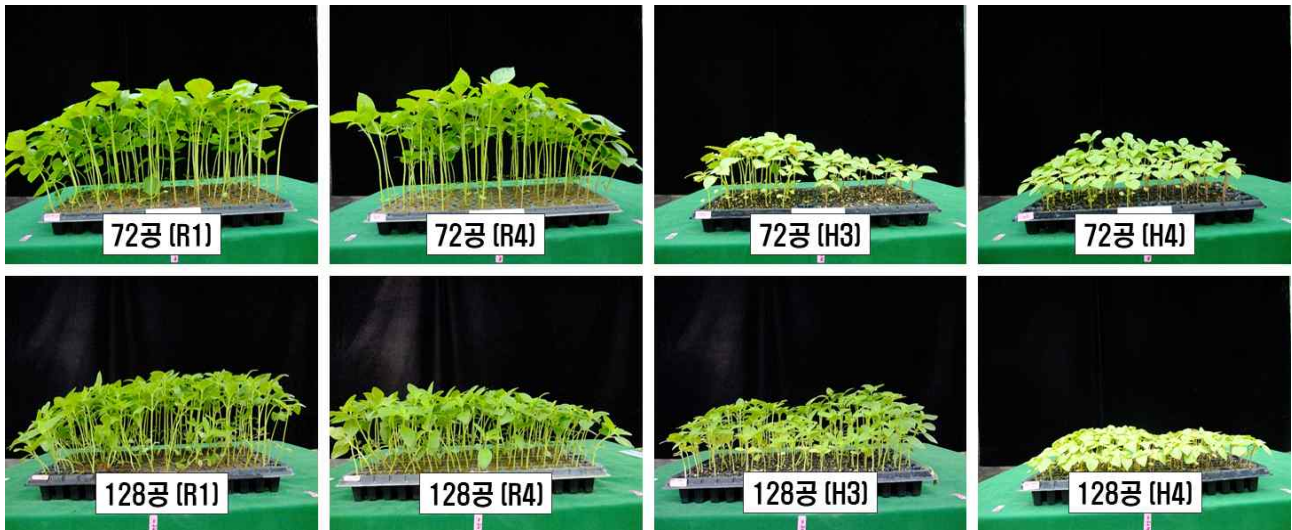 72공 (R1)
72공 (R4)
72공 (H3)
72공 (H4)
128공 (R1)
128공 (R4)
128공 (H3)
128공 (H4)